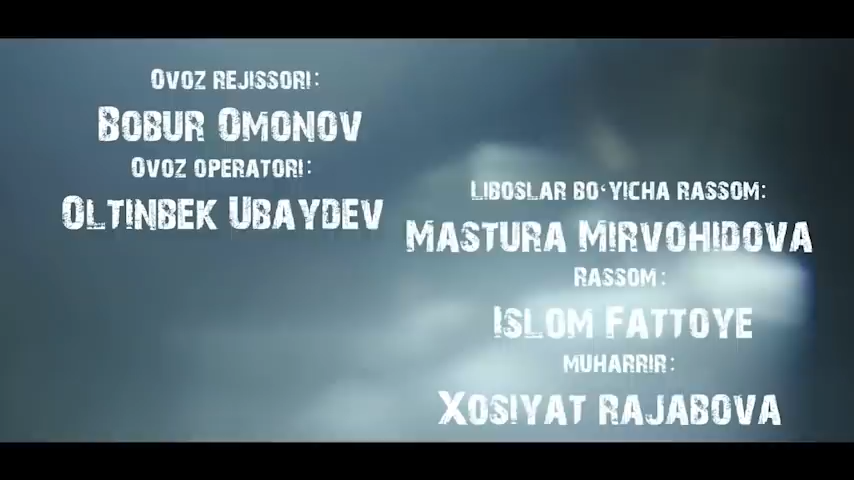 Ovoz rejissori:
Bobur Omonov
Ovoz operatori:
Oltinbek Ubaydev
Liboslar bo‘yicha rassom:
Mastura Mirvohidova
Rassom:
Islom Fattoye
muharrir:
Xosiyat rajabova